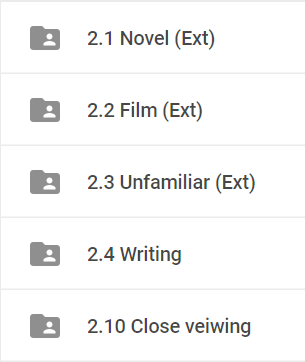 2.1 Novel (Ext)
2.2 Film (Ext)
2.3 Unfamiliar (Ext)
2.4 Writing
2.10 Close veiwing